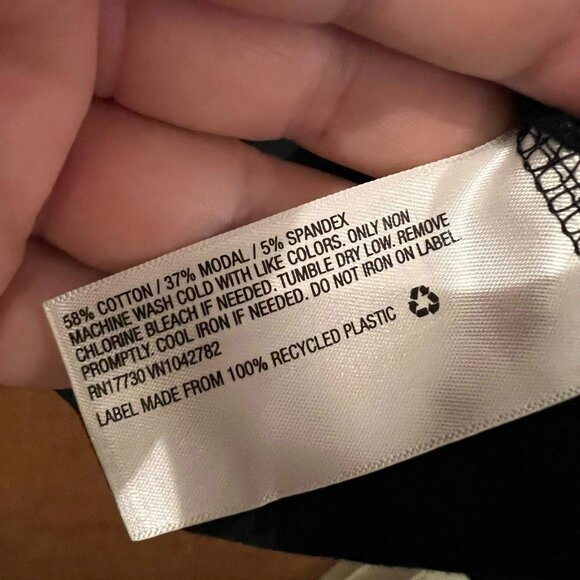 58% COTTON / 37% MODAL / 5% SPANDEX
MACHINE WASH COLD WITH LIKE COLORS. ONLY NON
CHLORINE BLEACH IF NEEDED. TUMBLE DRY LOW. REMOVE
PROMPTLY. COOL IRON IF NEEDED. DO NOT IRON ON LABEL.
RN17730 VN1042782
LABEL MADE FROM 100% RECYCLED PLASTIC